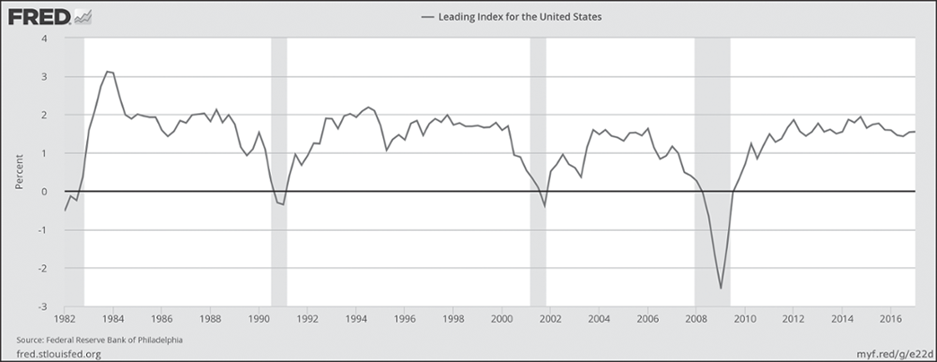 FRED
Leading Index for the United States
4
3
2
1
0
-1
-2
-3
Percent
1982 1984 1986 1988 1990 1992 1994 1996 1998 2000 2002 2004 2006 2008 2010 2012 2014 2016
Source: Federal Reserve Bank of Philadelphia
fred.stlouisfed.org
myf.red/g/e22d